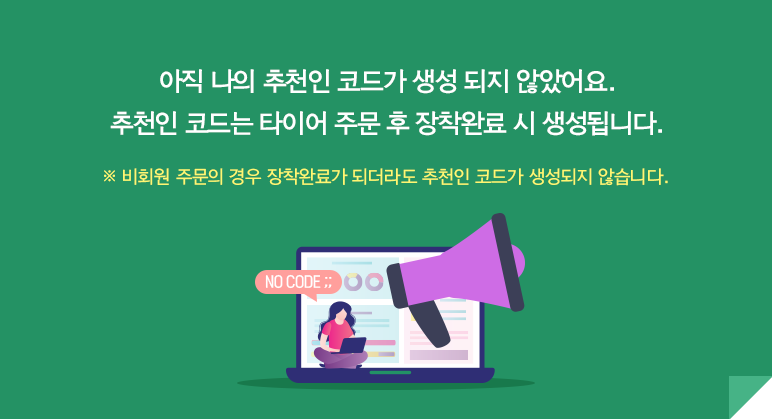 아직 나의 추천인 코드가 생성 되지 않았어요.
추천인 코드는 타이어 주문 후 장착완료 시 생성됩니다.
※ 비회원 주문의 경우 장착완료가 되더라도 추천인 코드가 생성되지 않습니다.
NO CODE ;;